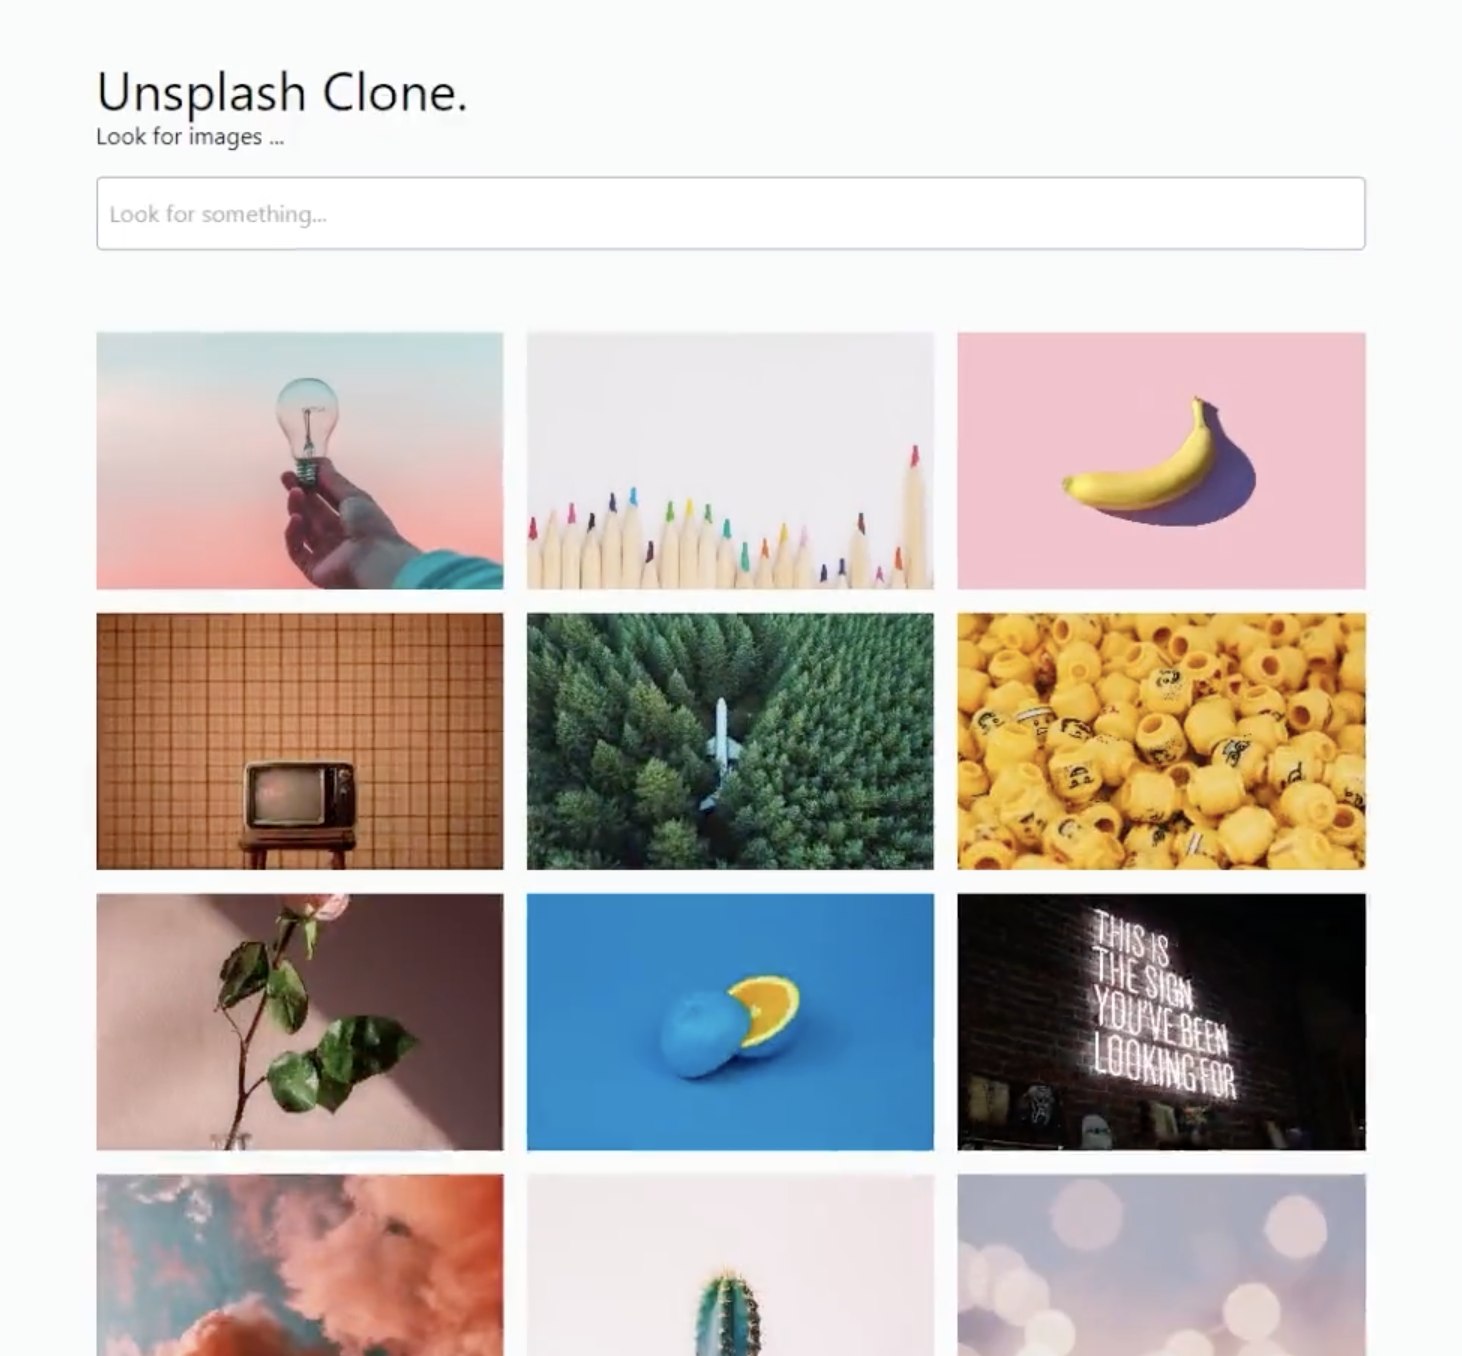 Unsplash Clone.
Look for images ...
Look for something...
THIS IS
THE SIGN
YOU'VE BEEN
LOOKING FOR